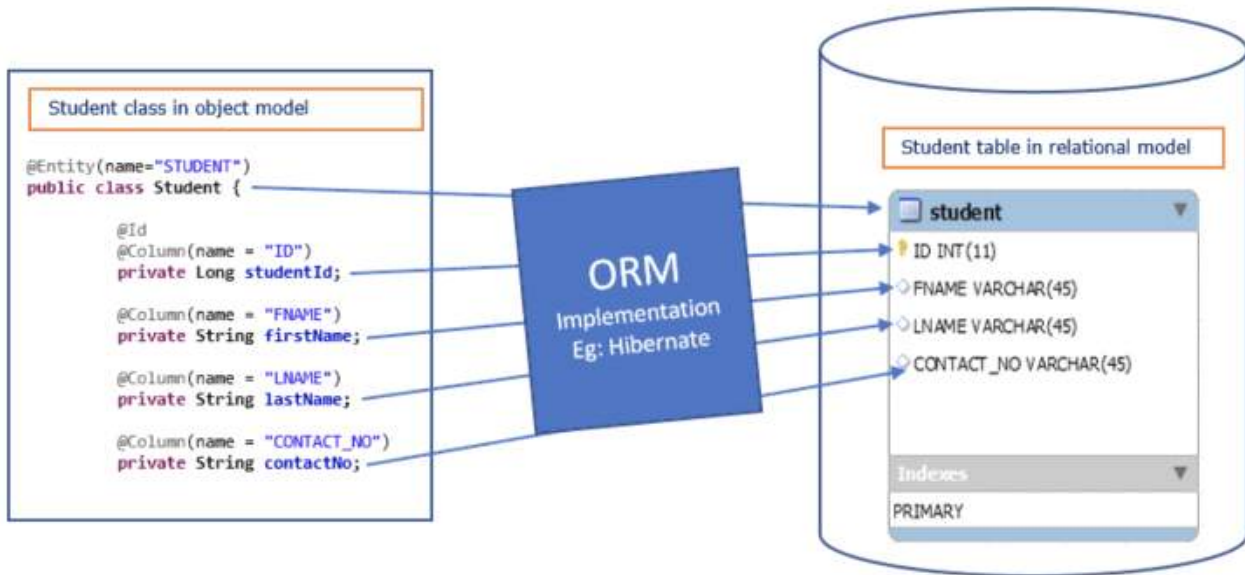 Student class in object model
@Entity(name="STUDENT")
public class Student {
@Id
@Column(name = "ID")
private Long studentId;
@Column(name = "FNAME")
private String firstName;
@Column(name = "LNAME")
private String lastName;
@Column(name = "CONTACT_NO")
private String contactNo;
ORM
Implementation
Eg: Hibernate
Student table in relational model
student
ID INT(11)
FNAME VARCHAR(45)
LNAME VARCHAR(45)
CONTACT_NO VARCHAR(45)
Indexes
PRIMARY